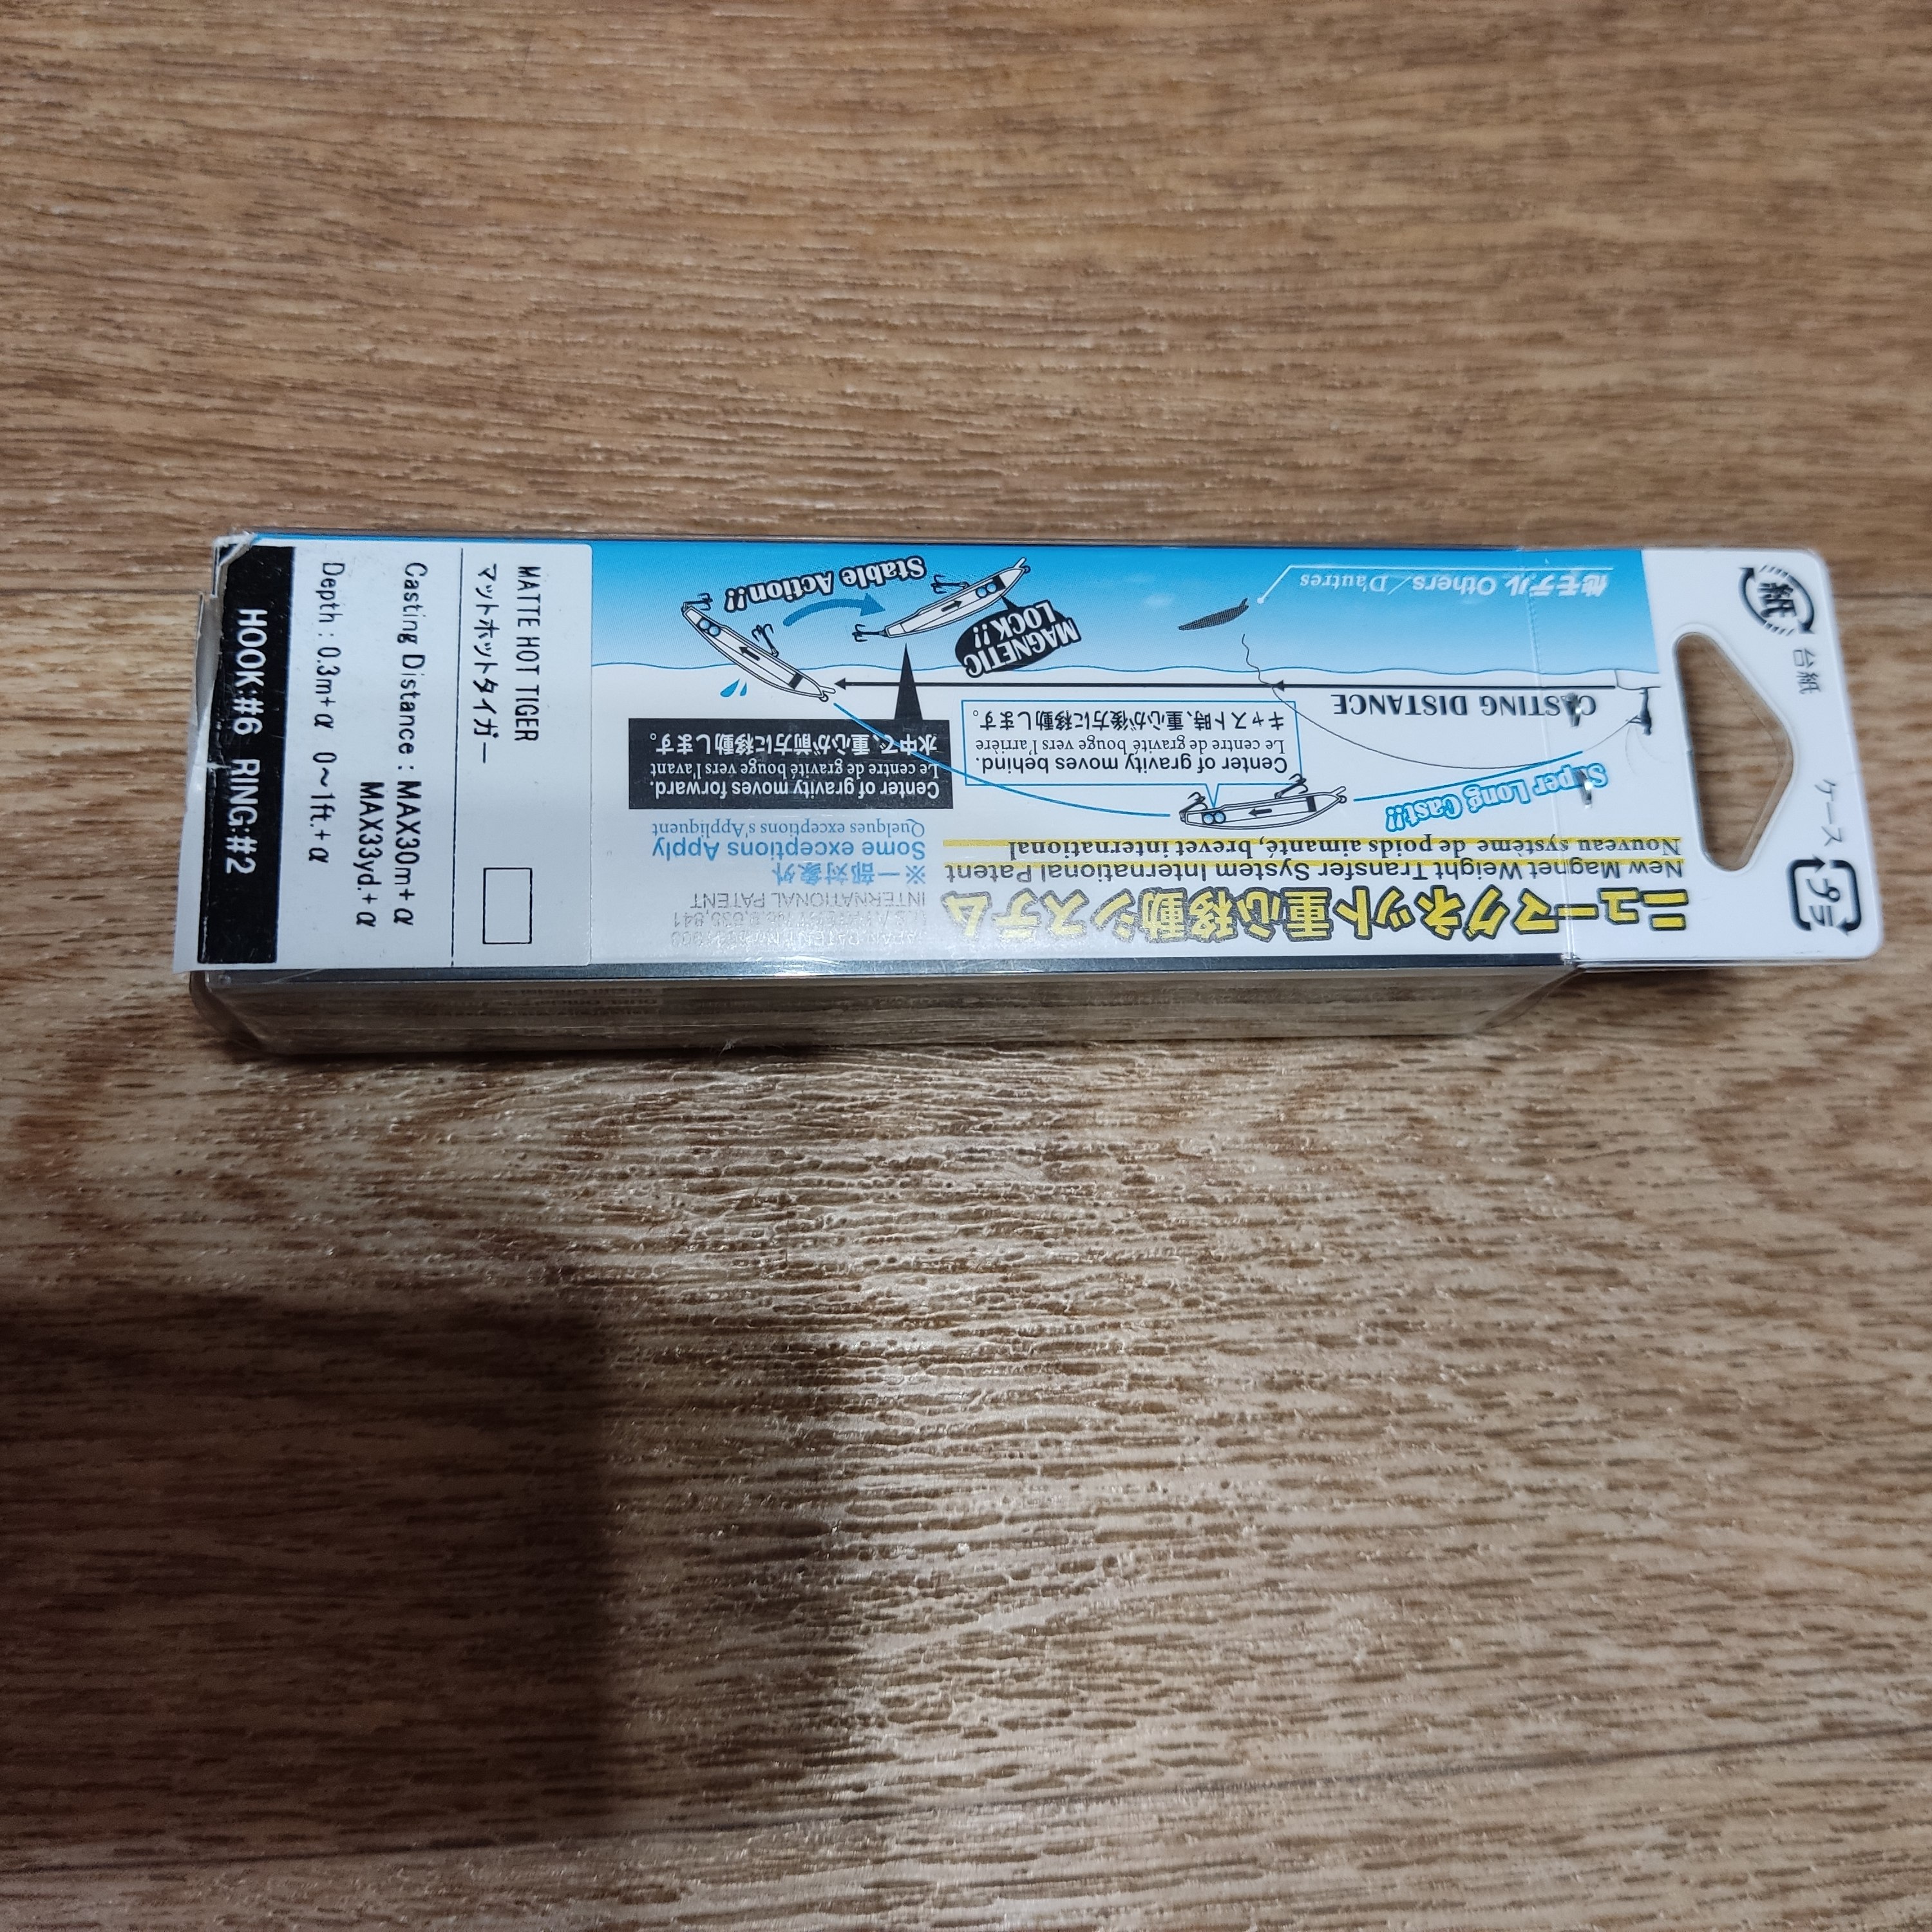 ニューマグネット重心移動システム
New Magnet Weight Transfer System International Patent
Nouveau système de poids aimanté, brevet international
INTERNATIONAL PATENT
※一部対象外
Some exceptions Apply
Quelques exceptions s'Appliquent
Super Long Cast!!
Center of gravity moves behind.
Le centre de gravité bouge vers l'arrière
キャスト時、重心が後方に移動します。
Center of gravity moves forward.
Le centre de gravité bouge vers l'avant
水中で、重心が前方に移動します。
CASTING DISTANCE
MAGNETIC
LOCK!!
Stable Action!!
他モデル Others/D'autres
MATTE HOT TIGER
マットホットタイガー
Casting Distance : MAX30m+α
MAX33yd.+α
Depth : 0.3m+α 0〜1ft.+α
HOOK:#6 RING:#2
紙
台紙
ケース
プラ